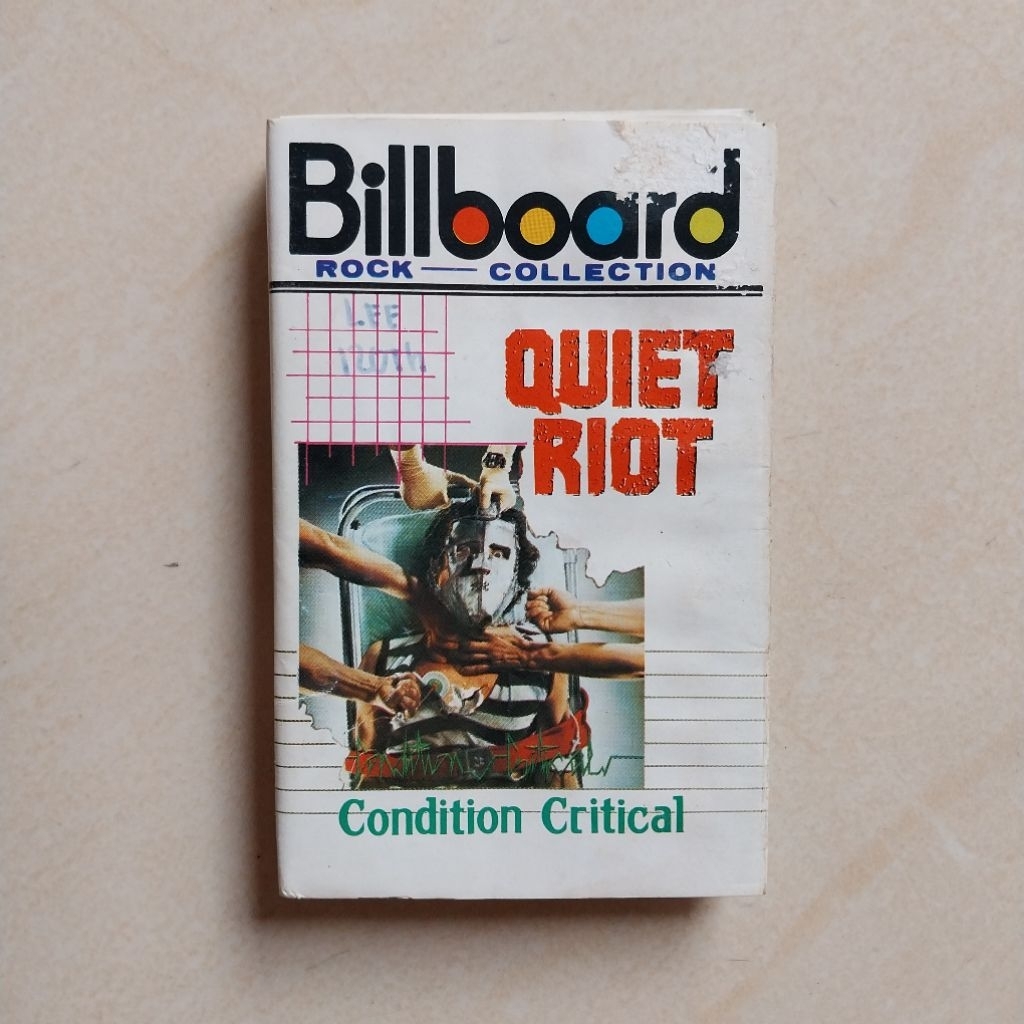 Billboard
ROCK — COLLECTION
QUIET
RIOT
Condition Critical